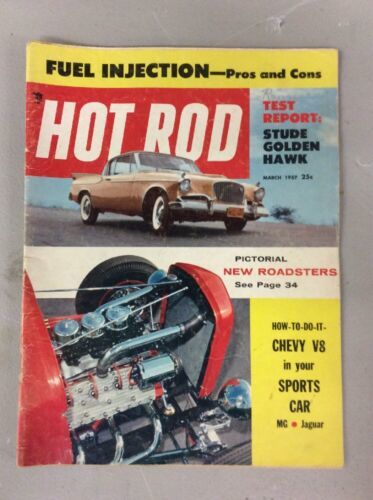 FUEL INJECTION—Pros and Cons
HOT ROD
TEST
REPORT:
STUDE
GOLDEN
HAWK
MARCH 1957 25¢
PICTORIAL
NEW ROADSTERS
See Page 34
HOW-TO-DO-IT-
CHEVY V8
in your
SPORTS
CAR
MG • Jaguar